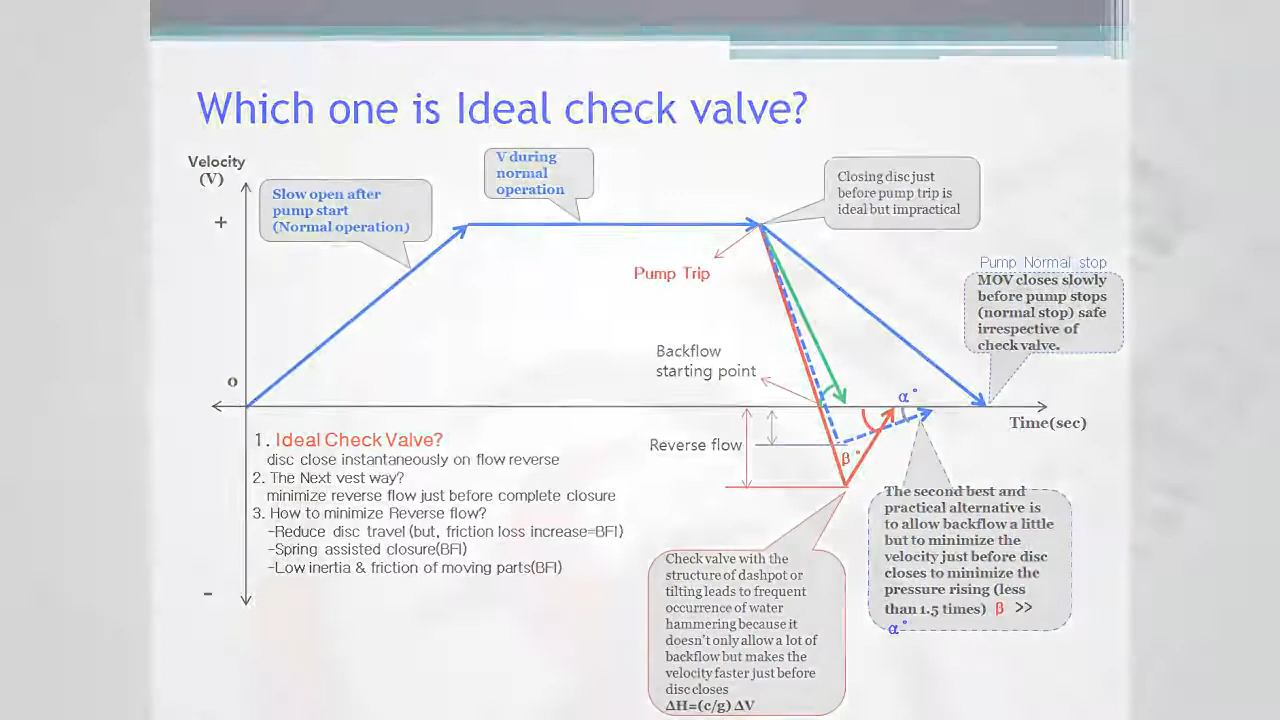 Which one is Ideal check valve?
Velocity
(V)
+
o
-
Slow open after
pump start
(Normal operation)
V during
normal
operation
Closing disc just
before pump trip is
ideal but impractical
Pump Trip
Pump Normal stop
MOV closes slowly
before pump stops
(normal stop) safe
irrespective of
check valve.
Backflow
starting point
α°
Time(sec)
Reverse flow
β°
1. Ideal Check Valve?
disc close instantaneously on flow reverse
2. The Next vest way?
minimize reverse flow just before complete closure
3. How to minimize Reverse flow?
-Reduce disc travel (but, friction loss increase=BFI)
-Spring assisted closure(BFI)
-Low inertia & friction of moving parts(BFI)
The second best and
practical alternative is
to allow backflow a little
but to minimize the
velocity just before disc
closes to minimize the
pressure rising (less
than 1.5 times) β >>
α°
Check valve with the
structure of dashpot or
tilting leads to frequent
occurrence of water
hammering because it
doesn't only allow a lot of
backflow but makes the
velocity faster just before
disc closes
ΔH=(c/g) ΔV